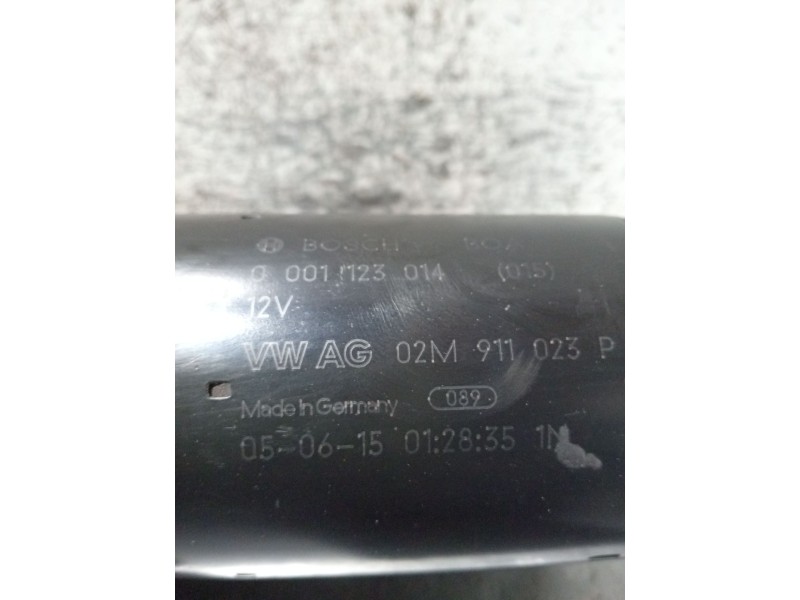 BOSCH
0 001 123 014 (015)
12V
VW AG 02M 911 023 P
Made in Germany 089
05-06-15 01:28:35 1N